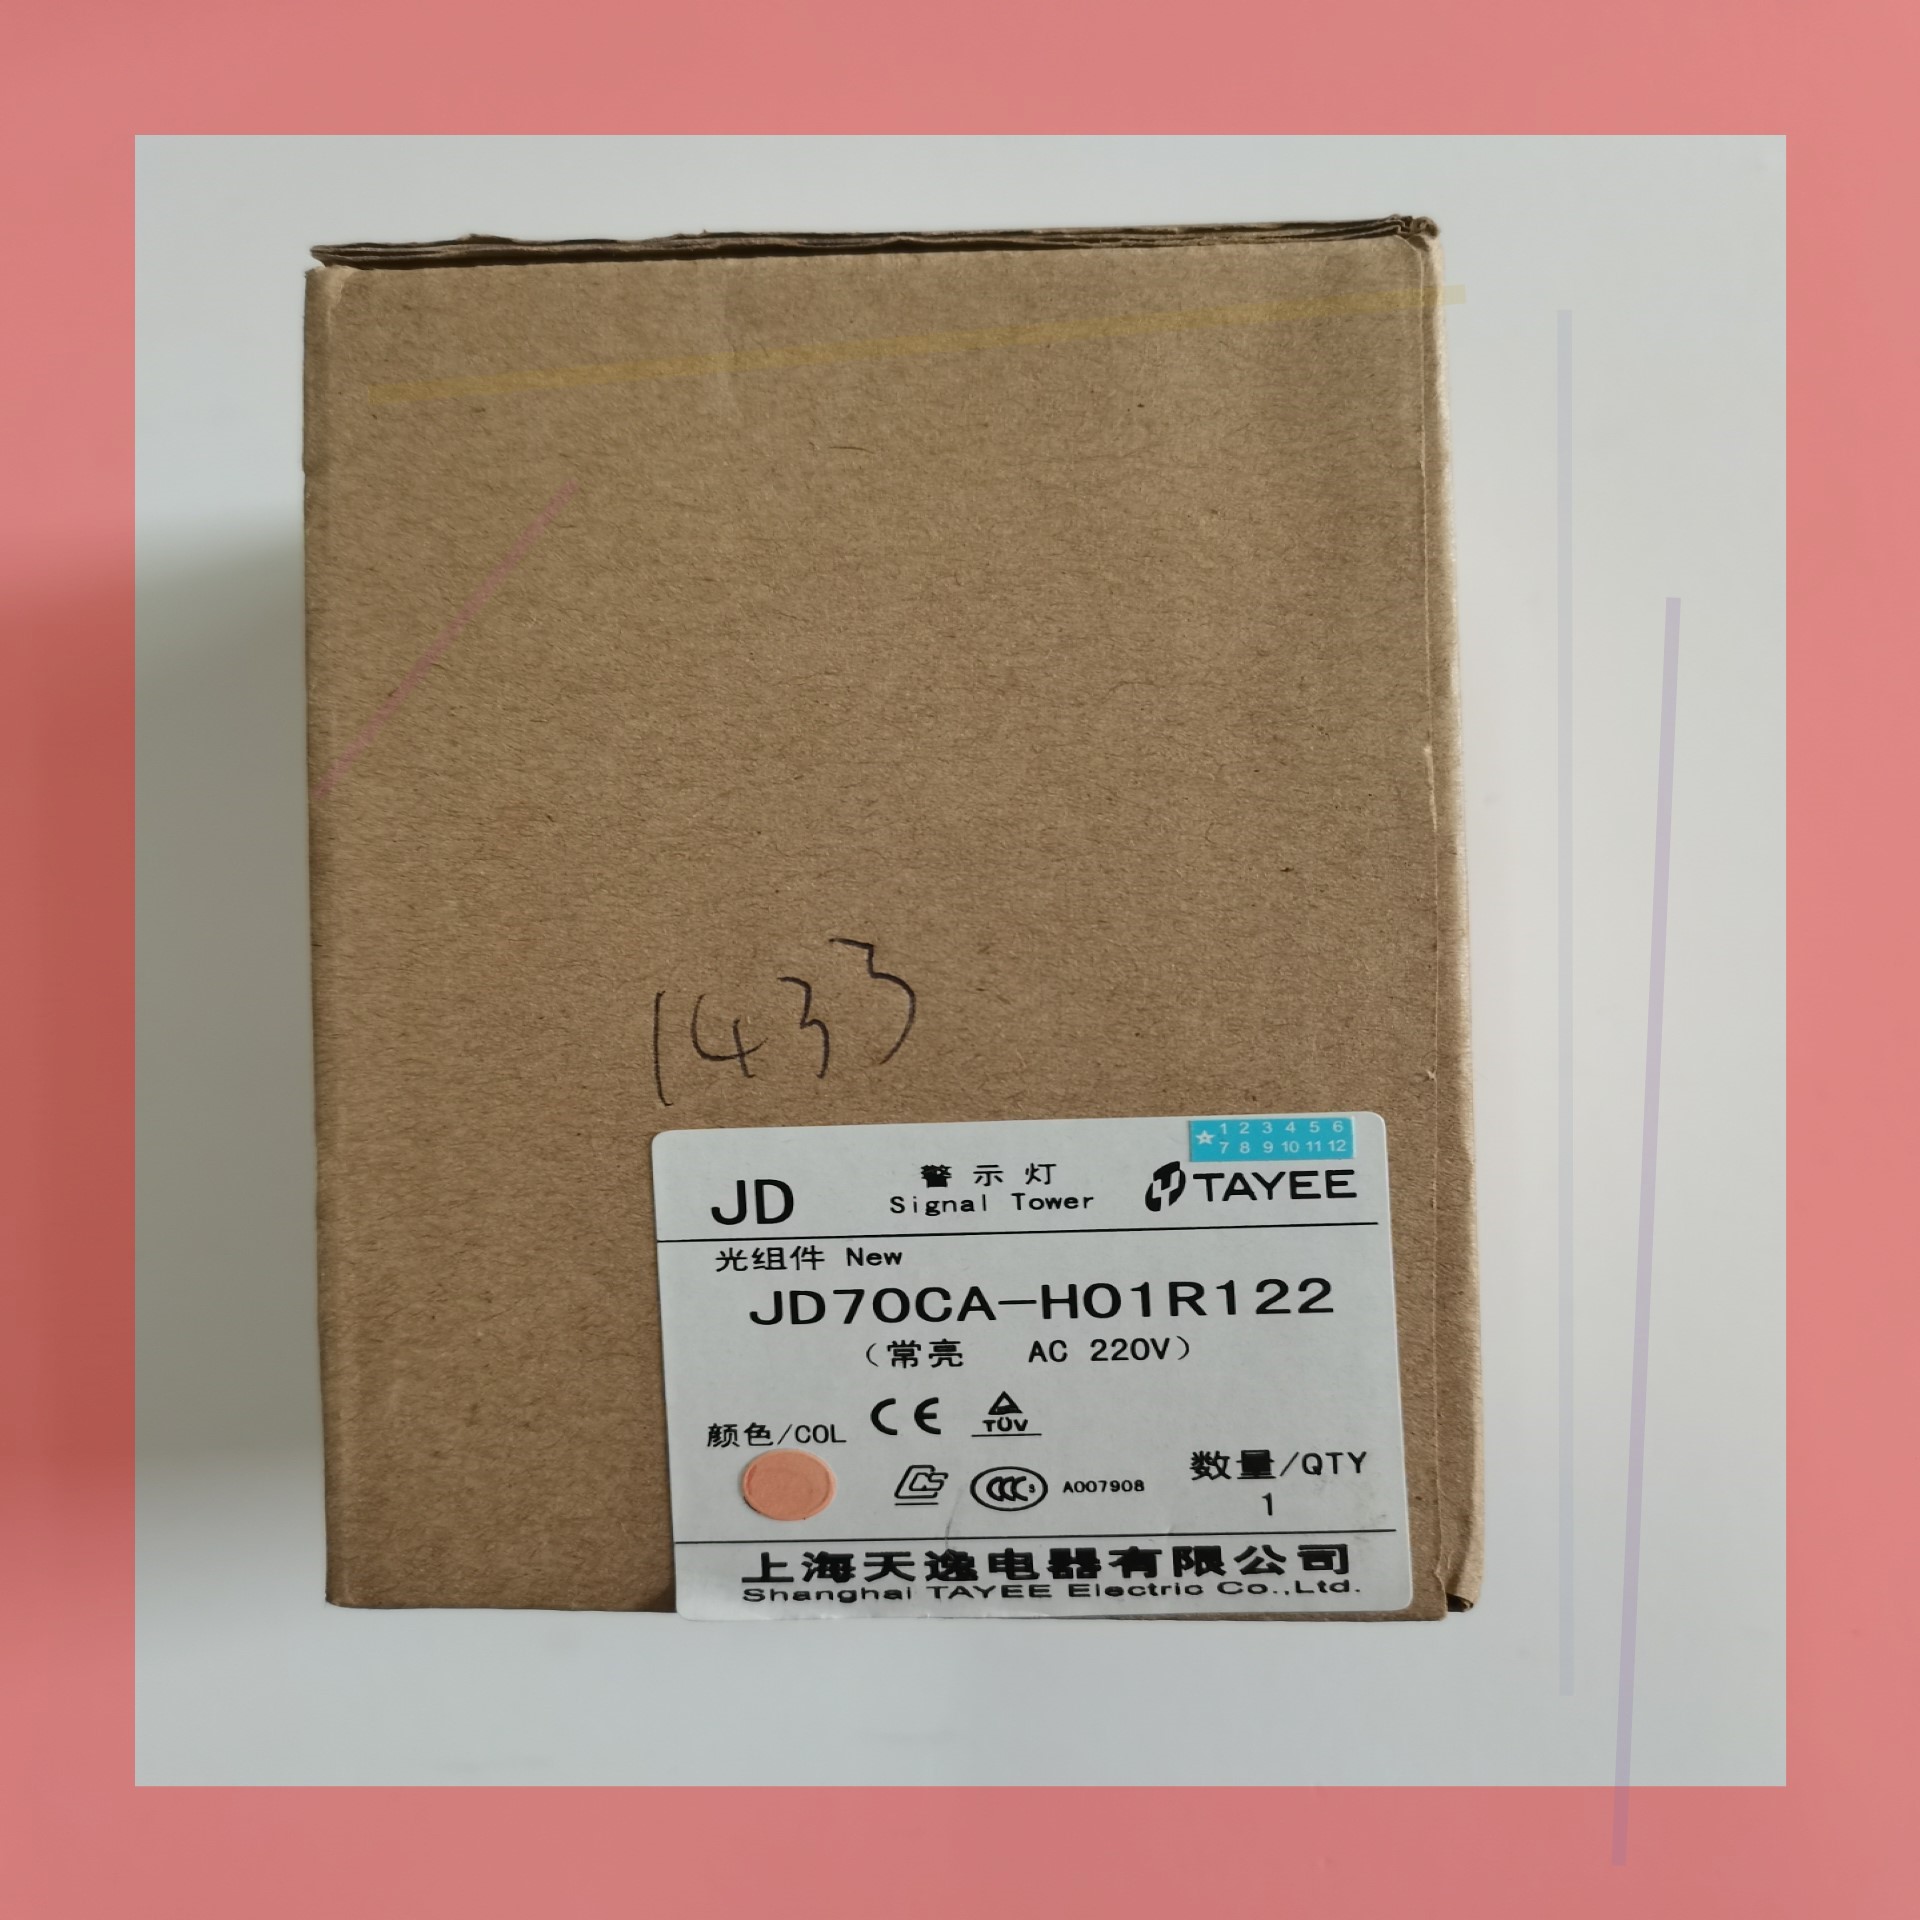 1433
☆ 1 2 3 4 5 6
7 8 9 10 11 12
JD
警示灯
Signal Tower
TAYEE
光组件 New
JD70CA-H01R122
(常亮 AC 220V)
颜色/COL
CE
TÜV
CCC S
A007908
数量/QTY
1
上海天逸电器有限公司
Shanghai TAYEE Electric Co.,Ltd.